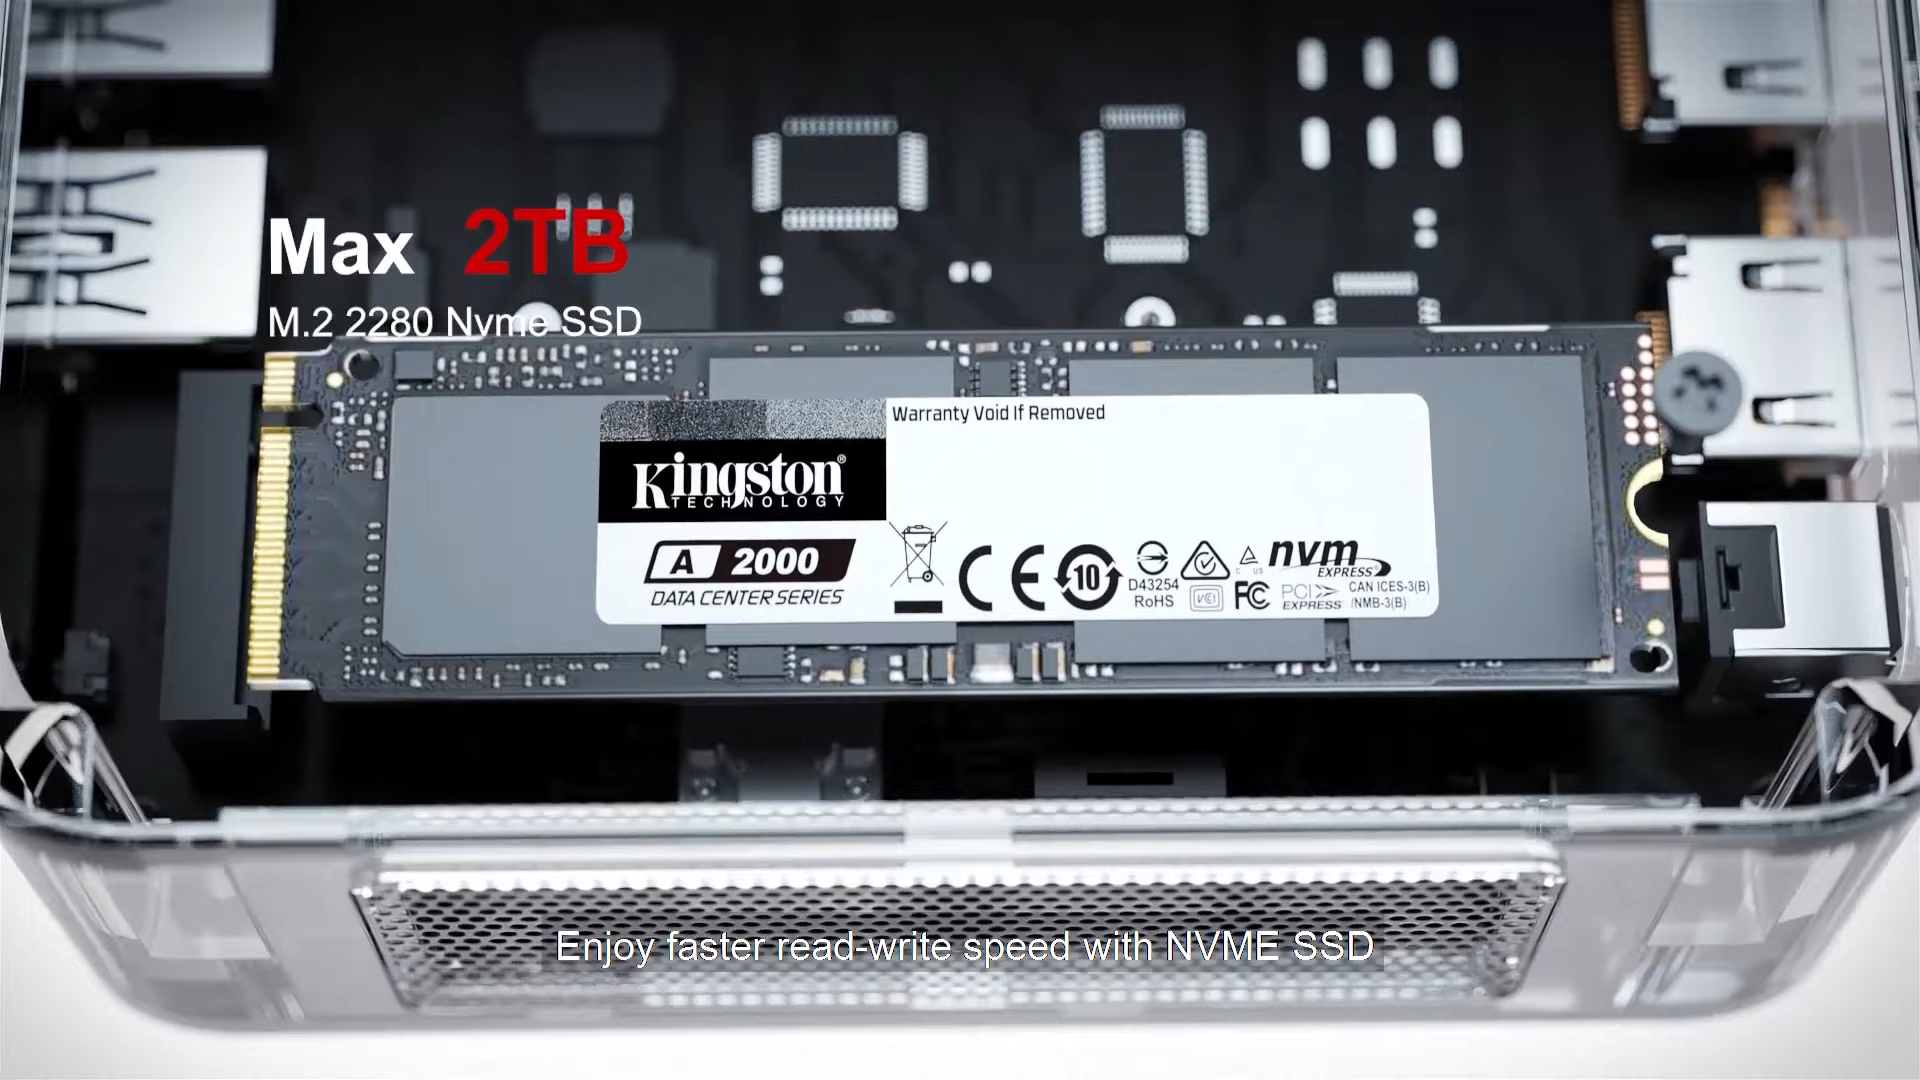 Max 2TB
M.2 2280 Nvme SSD
Warranty Void If Removed
Kingston®
TECHNOLOGY
A 2000
DATA CENTER SERIES
CE
10
D43254
RoHS
C US
nvm
EXPRESS
VCI
FC
PCI
EXPRESS
CAN ICES-3(B)
/NMB-3(B)
Enjoy faster read-write speed with NVME SSD